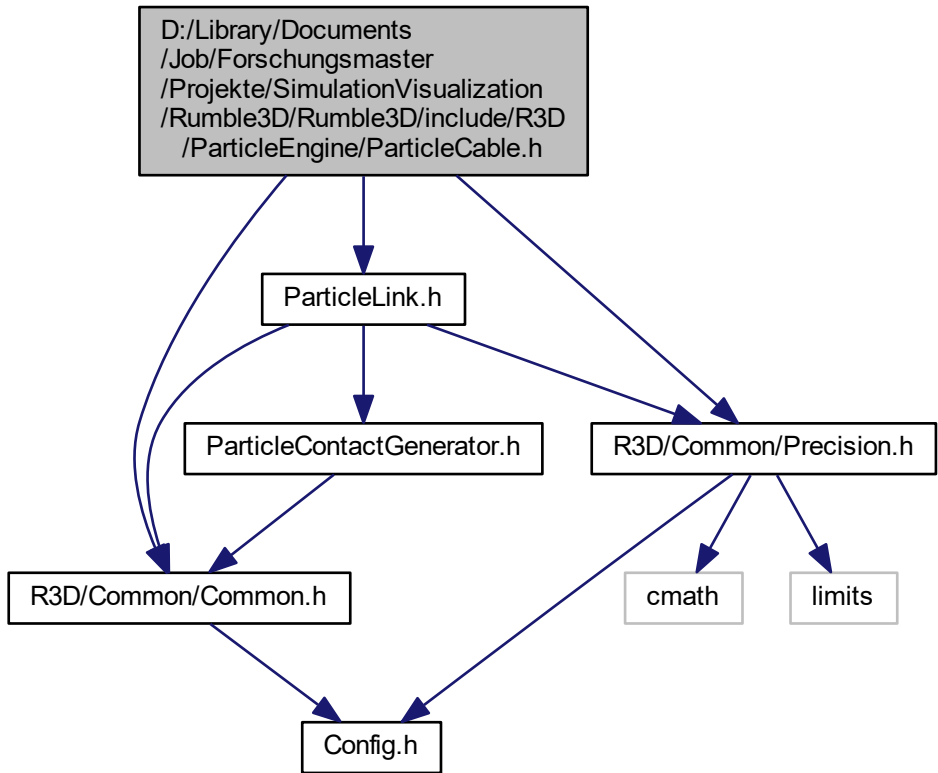 D:/Library/Documents
/Job/Forschungsmaster
/Projekte/SimulationVisualization
/Rumble3D/Rumble3D/include/R3D
/ParticleEngine/ParticleCable.h
ParticleLink.h
ParticleContactGenerator.h
R3D/Common/Precision.h
R3D/Common/Common.h
cmath
limits
Config.h